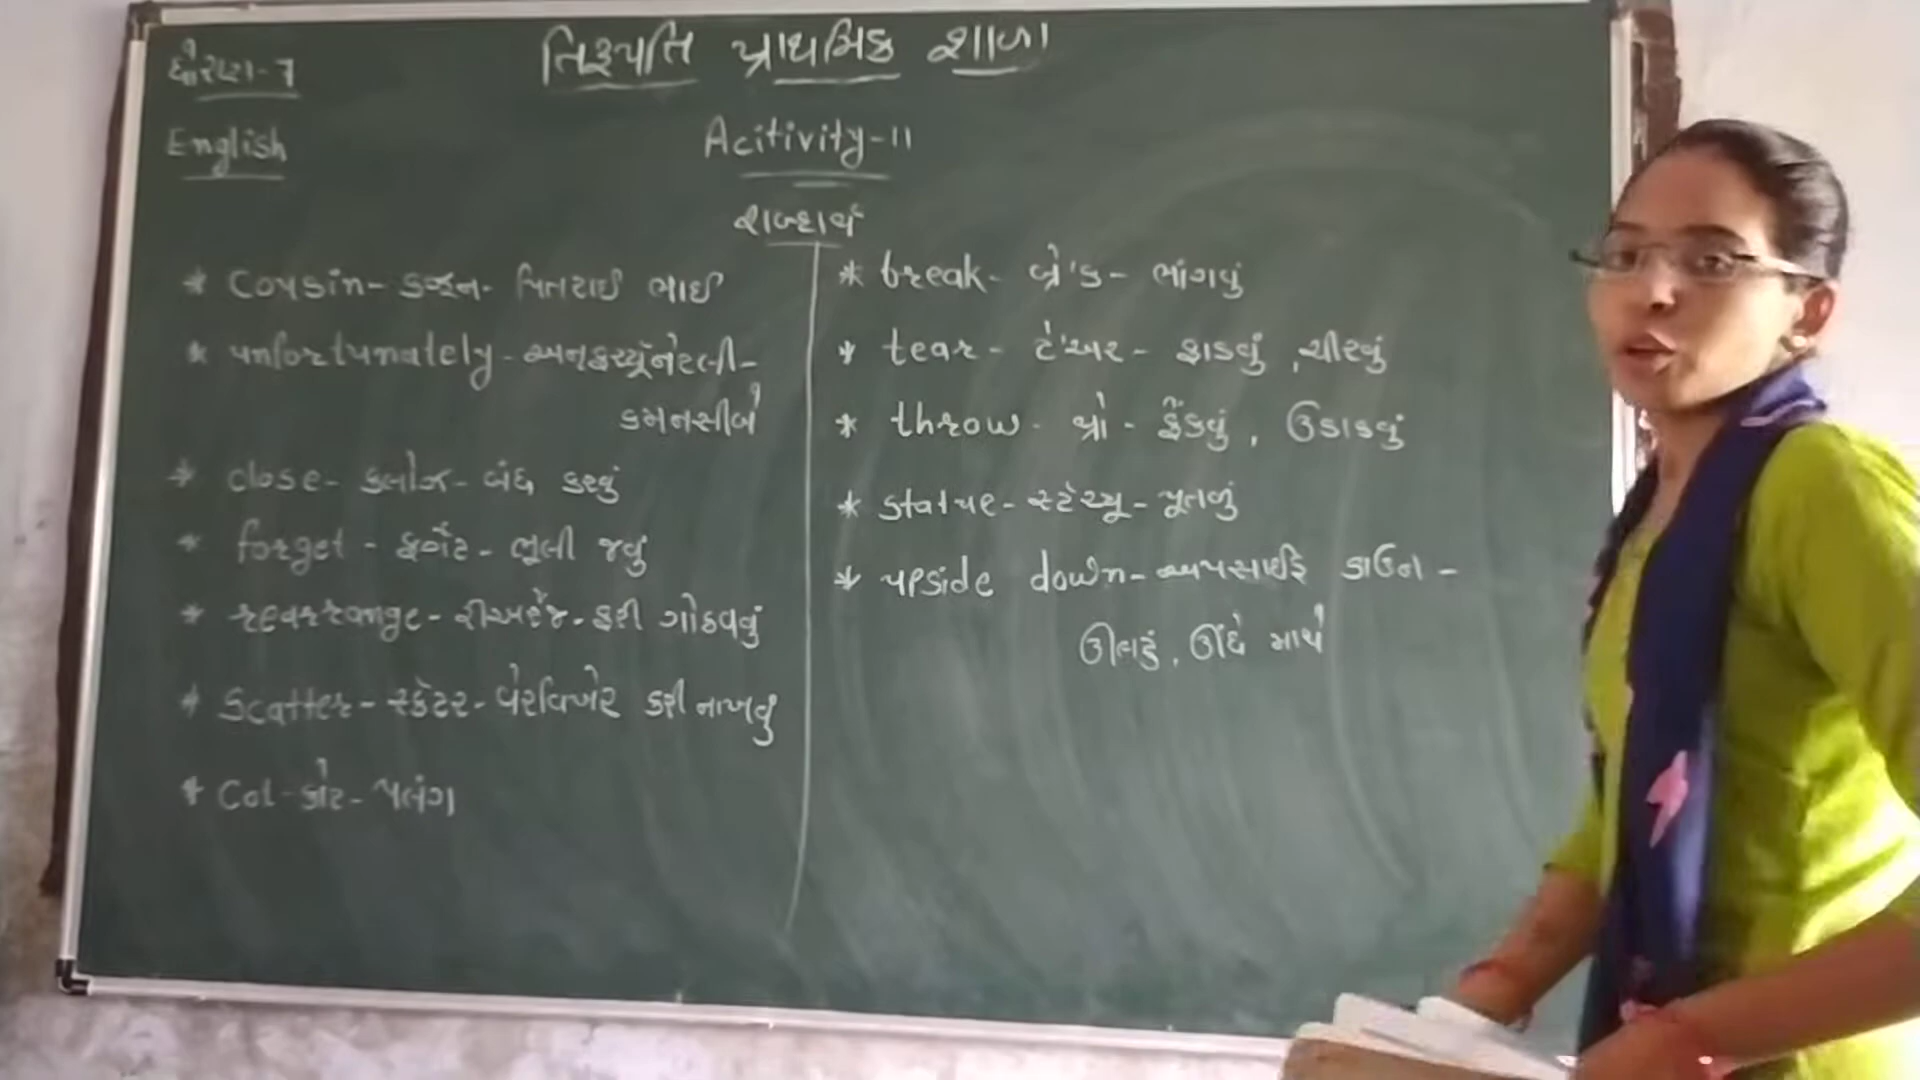 ધોરણ-7
તિરૂપતિ પ્રાથમિક શાળા
English
Acitivity-11
શબ્દાર્થ
* Cousin - કઝન - પિતરાઈ ભાઈ
* unfortunately - અન્ફરચ્યૂનેટલી -
કમનસીબે
* close - ક્લોઝ - બંધ કરવું
* forget - ફર્ગેટ - ભૂલી જવું
* rearrange - રીઅરેંજ - ફરી ગોઠવવું
* Scatter - સ્કેટર - વેરવિખેર કરી નાખવું
* Cot - કોટ - પલંગ
* break - બ્રે'ક - ભાંગવું
* tear - ટે'અર - ફાડવું, ચીરવું
* throw - થ્રો - ફેંકવું, ઉડાડવું
* statue - સ્ટેચ્યૂ - પૂતળું
* upside down - અપસાઈડ ડાઉન -
ઊલટું, ઊંધે માથે